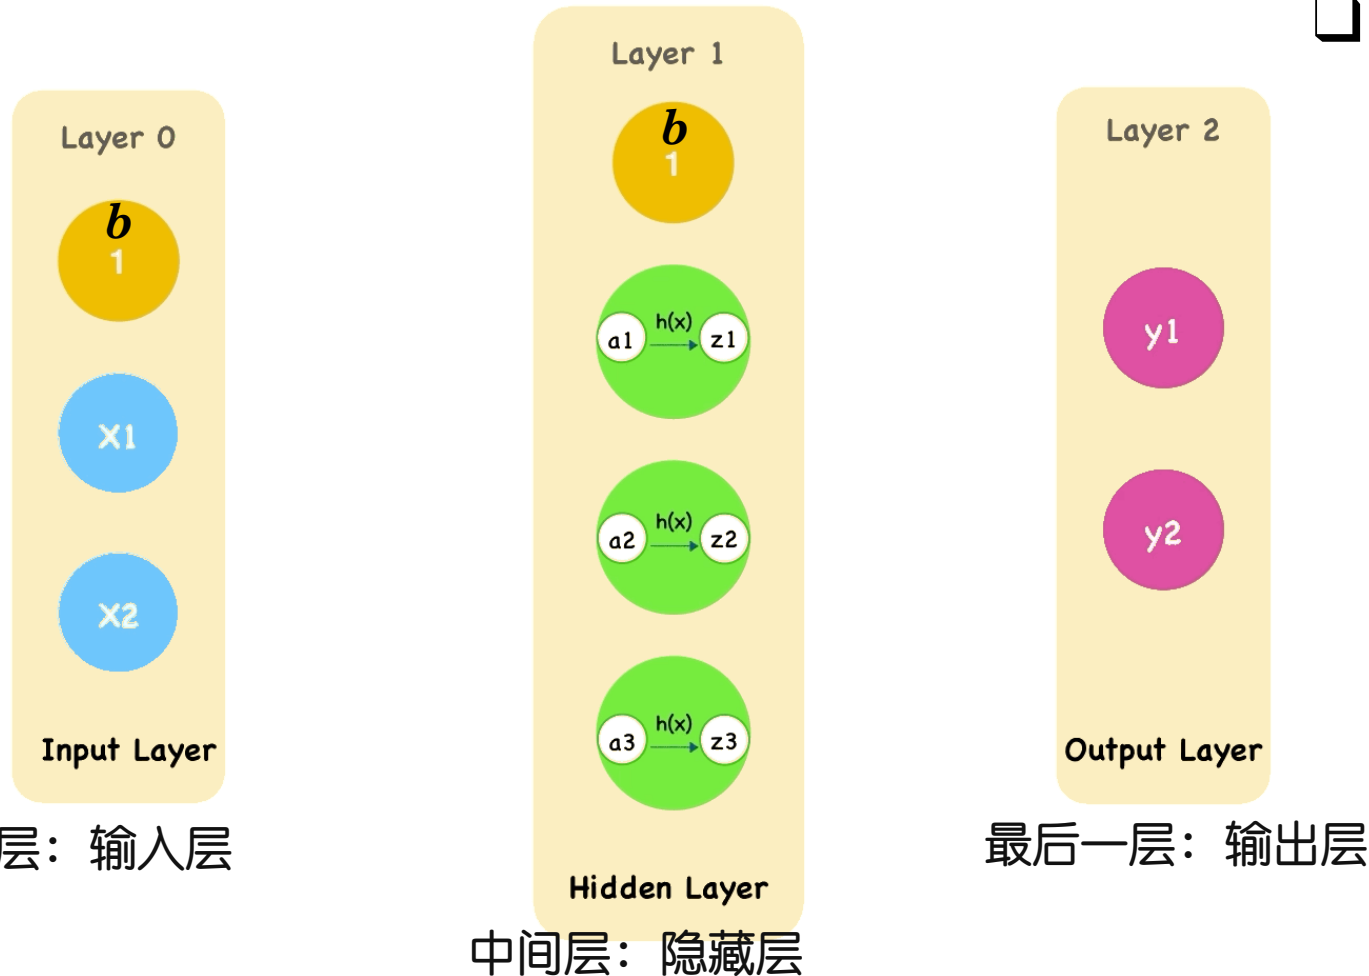 Layer 0
b
1
X1
X2
Input Layer
层：输入层
Layer 1
b
1
a1 h(x) z1
a2 h(x) z2
a3 h(x) z3
Hidden Layer
中间层：隐藏层
Layer 2
y1
y2
Output Layer
最后一层：输出层